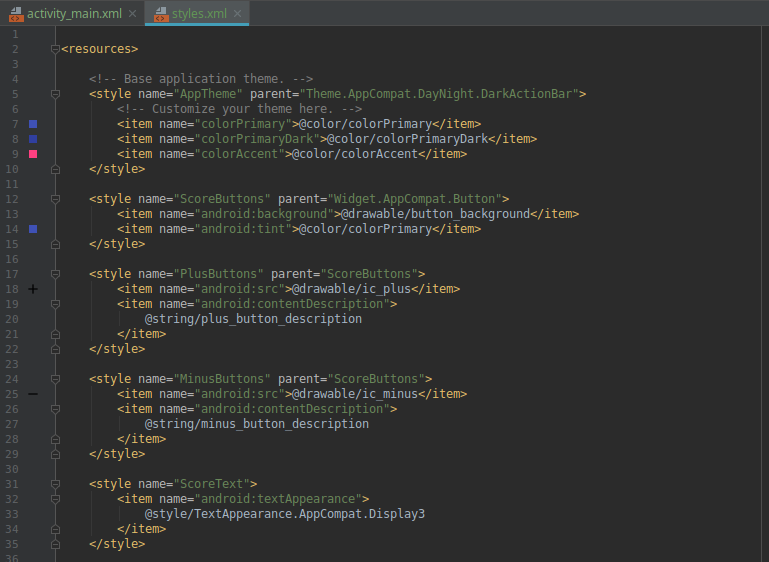 activity_main.xml × styles.xml ×
1
2 <resources>
3
4 <!-- Base application theme. -->
5 <style name="AppTheme" parent="Theme.AppCompat.DayNight.DarkActionBar">
6 <!-- Customize your theme here. -->
7 <item name="colorPrimary">@color/colorPrimary</item>
8 <item name="colorPrimaryDark">@color/colorPrimaryDark</item>
9 <item name="colorAccent">@color/colorAccent</item>
10 </style>
11
12 <style name="ScoreButtons" parent="Widget.AppCompat.Button">
13 <item name="android:background">@drawable/button_background</item>
14 <item name="android:tint">@color/colorPrimary</item>
15 </style>
16
17 <style name="PlusButtons" parent="ScoreButtons">
18 <item name="android:src">@drawable/ic_plus</item>
19 <item name="android:contentDescription">
20 @string/plus_button_description
21 </item>
22 </style>
23
24 <style name="MinusButtons" parent="ScoreButtons">
25 <item name="android:src">@drawable/ic_minus</item>
26 <item name="android:contentDescription">
27 @string/minus_button_description
28 </item>
29 </style>
30
31 <style name="ScoreText">
32 <item name="android:textAppearance">
33 @style/TextAppearance.AppCompat.Display3
34 </item>
35 </style>
36